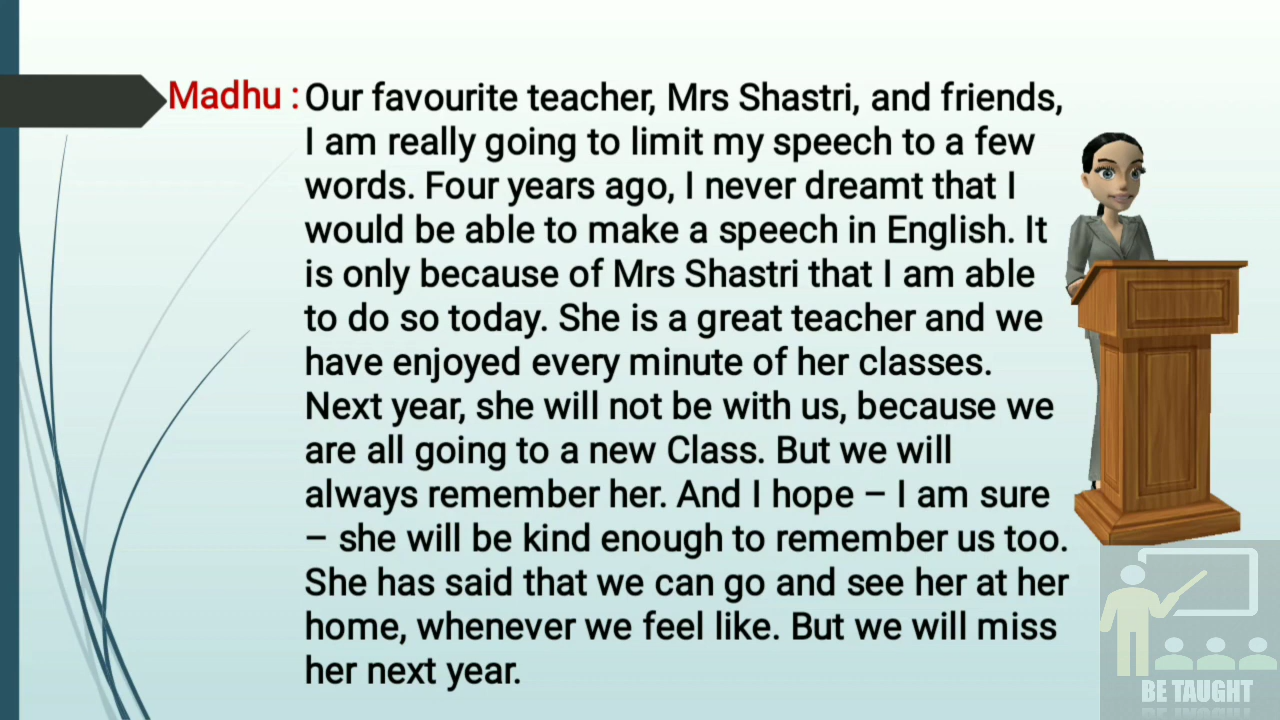 Madhu : Our favourite teacher, Mrs Shastri, and friends,
I am really going to limit my speech to a few
words. Four years ago, I never dreamt that I
would be able to make a speech in English. It
is only because of Mrs Shastri that I am able
to do so today. She is a great teacher and we
have enjoyed every minute of her classes.
Next year, she will not be with us, because we
are all going to a new Class. But we will
always remember her. And I hope – I am sure
– she will be kind enough to remember us too.
She has said that we can go and see her at her
home, whenever we feel like. But we will miss
her next year.
BE TAUGHT